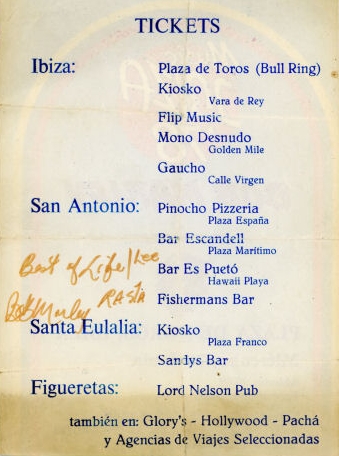 TICKETS
Ibiza: Plaza de Toros (Bull Ring)
Kiosko
Vara de Rey
Flip Music
Mono Desnudo
Golden Mile
Gaucho
Calle Virgen
San Antonio: Pinocho Pizzeria
Plaza España
Bar Escandell
Plaza Marítimo
Best of Life/Lee
Bar Es Puetó
Hawaii Playa
Bob Marley RASTA
Fishermans Bar
Santa Eulalia: Kiosko
Plaza Franco
Sandys Bar
Figueretas: Lord Nelson Pub
también en: Glory's - Hollywood - Pachá
y Agencias de Viajes Seleccionadas